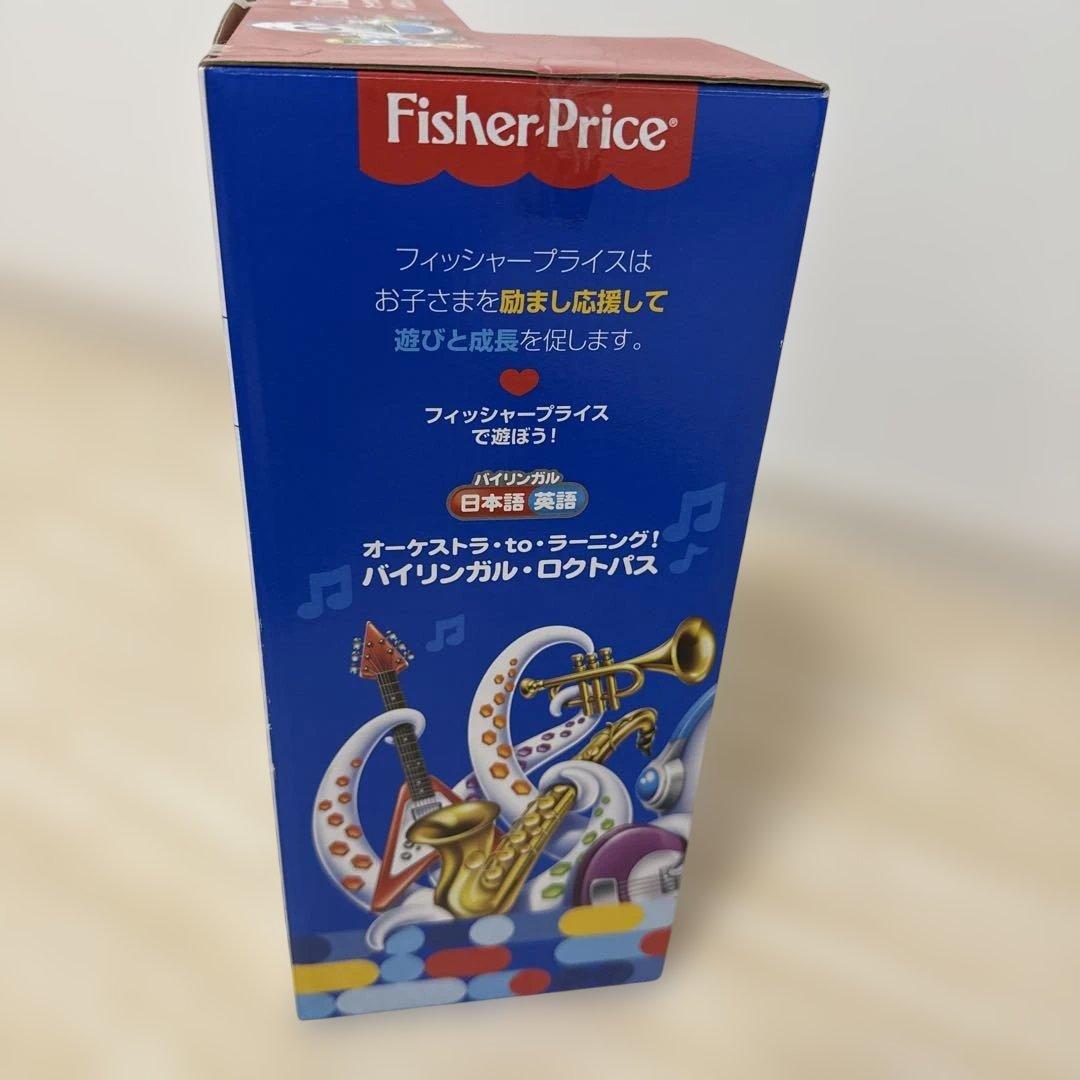 Fisher-Price®
フィッシャープライスは
お子さまを励まし応援して
遊びと成長を促します。
フィッシャープライス
で遊ぼう!
バイリンガル
日本語 英語
オーケストラ・to・ラーニング!
バイリンガル・ロクトパス